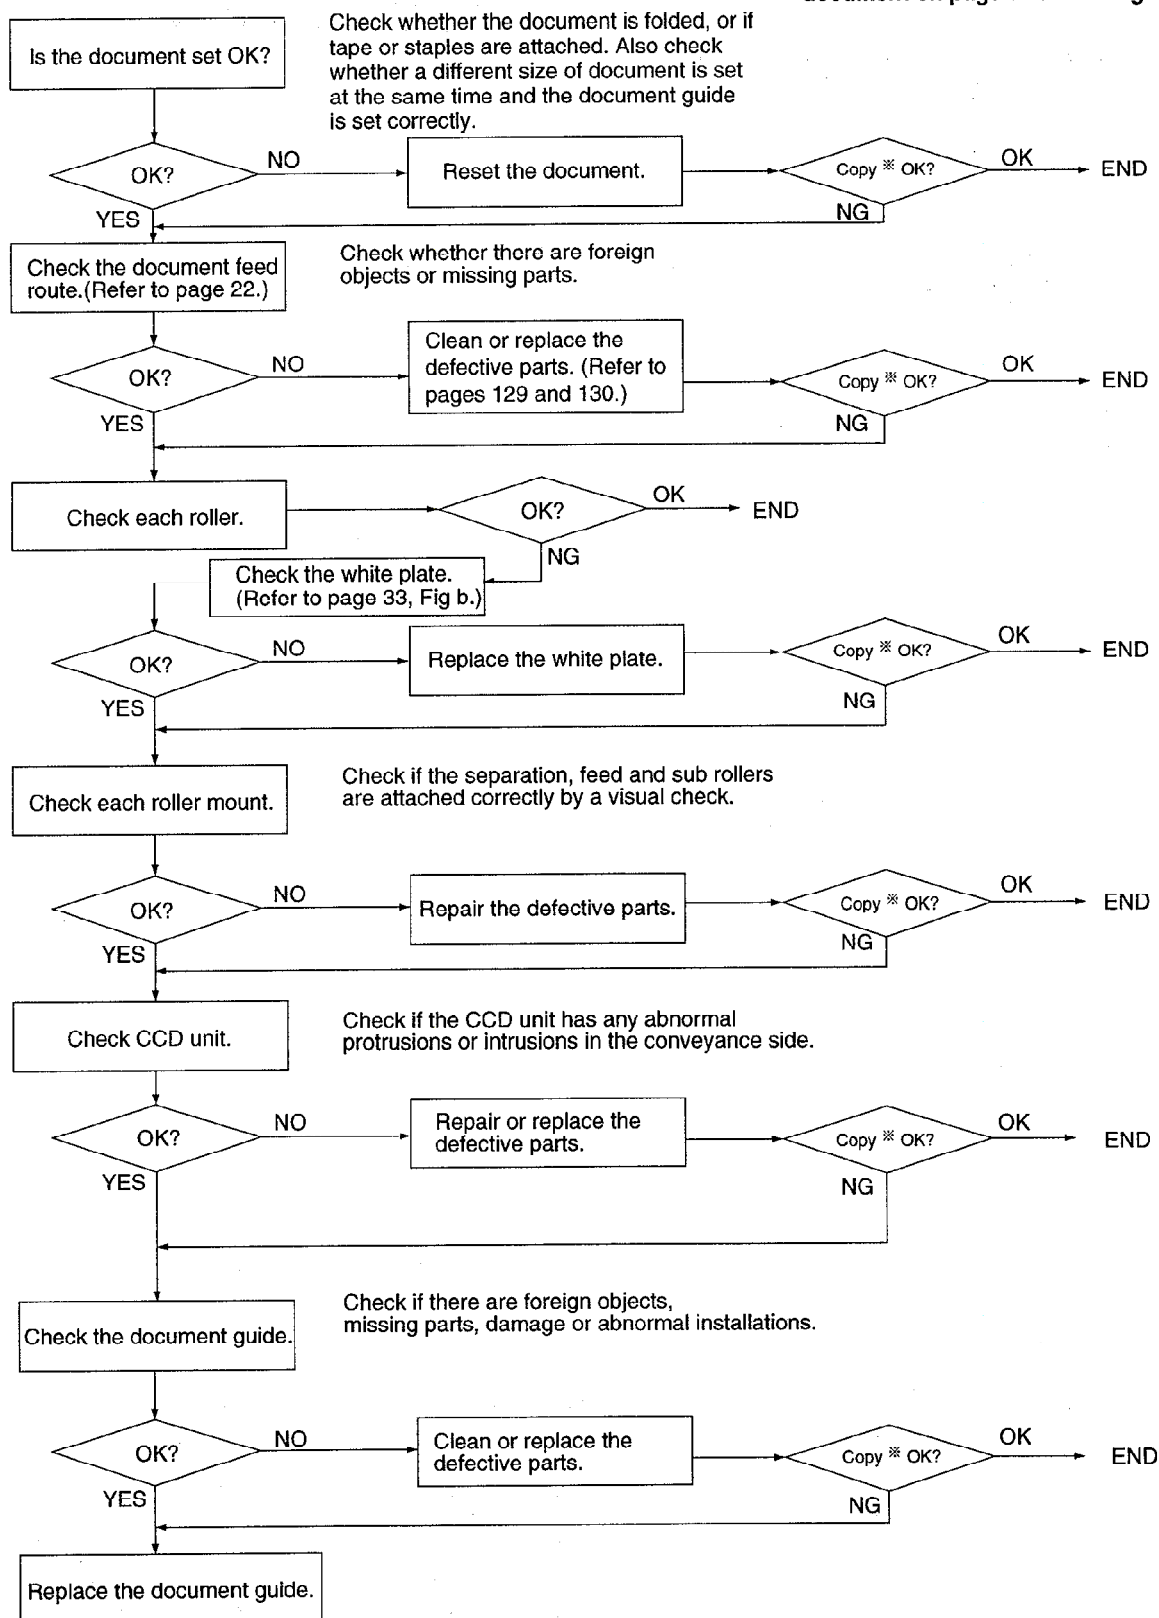 Check whether the document is folded, or if
tape or staples are attached. Also check
whether a different size of document is set
at the same time and the document guide
is set correctly.
Is the document set OK?
OK?
NO
Reset the document.
Copy ※ OK?
OK
END
YES
NG
Check the document feed
route.(Refer to page 22.)
Check whether there are foreign
objects or missing parts.
OK?
NO
Clean or replace the
defective parts. (Refer to
pages 129 and 130.)
Copy ※ OK?
OK
END
YES
NG
Check each roller.
OK?
OK
END
NG
Check the white plate.
(Refer to page 33, Fig b.)
OK?
NO
Replace the white plate.
Copy ※ OK?
OK
END
YES
NG
Check each roller mount.
Check if the separation, feed and sub rollers
are attached correctly by a visual check.
OK?
NO
Repair the defective parts.
Copy ※ OK?
OK
END
YES
NG
Check CCD unit.
Check if the CCD unit has any abnormal
protrusions or intrusions in the conveyance side.
OK?
NO
Repair or replace the
defective parts.
Copy ※ OK?
OK
END
YES
NG
Check the document guide.
Check if there are foreign objects,
missing parts, damage or abnormal installations.
OK?
NO
Clean or replace the
defective parts.
Copy ※ OK?
OK
END
YES
NG
Replace the document guide.